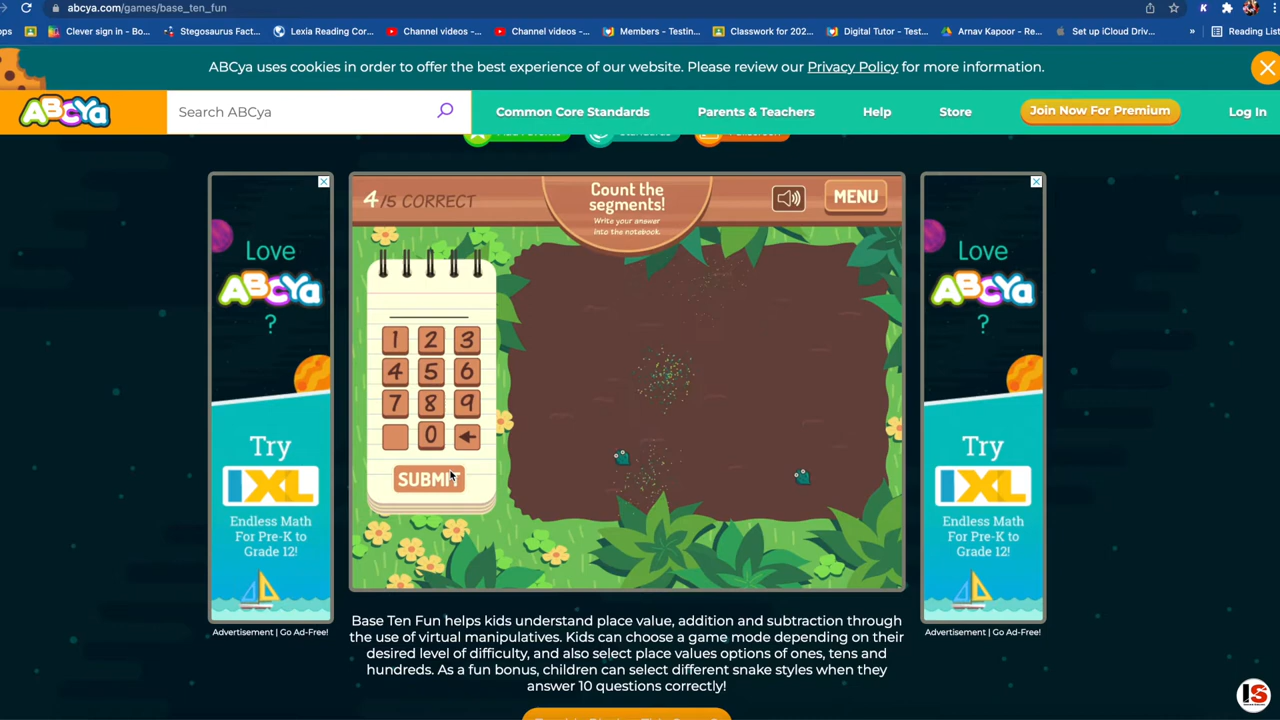 abcya.com/games/base_ten_fun
Clever sign in - Bo...
Stegosaurus Fact...
Lexia Reading Cor...
Channel videos -...
Channel videos -...
Members - Testin...
Classwork for 202...
Digital Tutor - Test...
Arnav Kapoor - Re...
Set up iCloud Driv...
»
Reading List
ABCya uses cookies in order to offer the best experience of our website. Please review our Privacy Policy for more information.
ABCYa
Search ABCya
Common Core Standards
Parents & Teachers
Help
Store
Join Now For Premium
Log In
4/5 CORRECT
Count the
segments!
Write your answer
into the notebook.
MENU
1 2 3
4 5 6
7 8 9
0
SUBMIT
Love
ABCYa
?
Try
IXL
Endless Math
For Pre-K to
Grade 12!
Advertisement | Go Ad-Free!
Love
ABCYa
?
Try
IXL
Endless Math
For Pre-K to
Grade 12!
Advertisement | Go Ad-Free!
Base Ten Fun helps kids understand place value, addition and subtraction through
the use of virtual manipulatives. Kids can choose a game mode depending on their
desired level of difficulty, and also select place values options of ones, tens and
hundreds. As a fun bonus, children can select different snake styles when they
answer 10 questions correctly!
IS